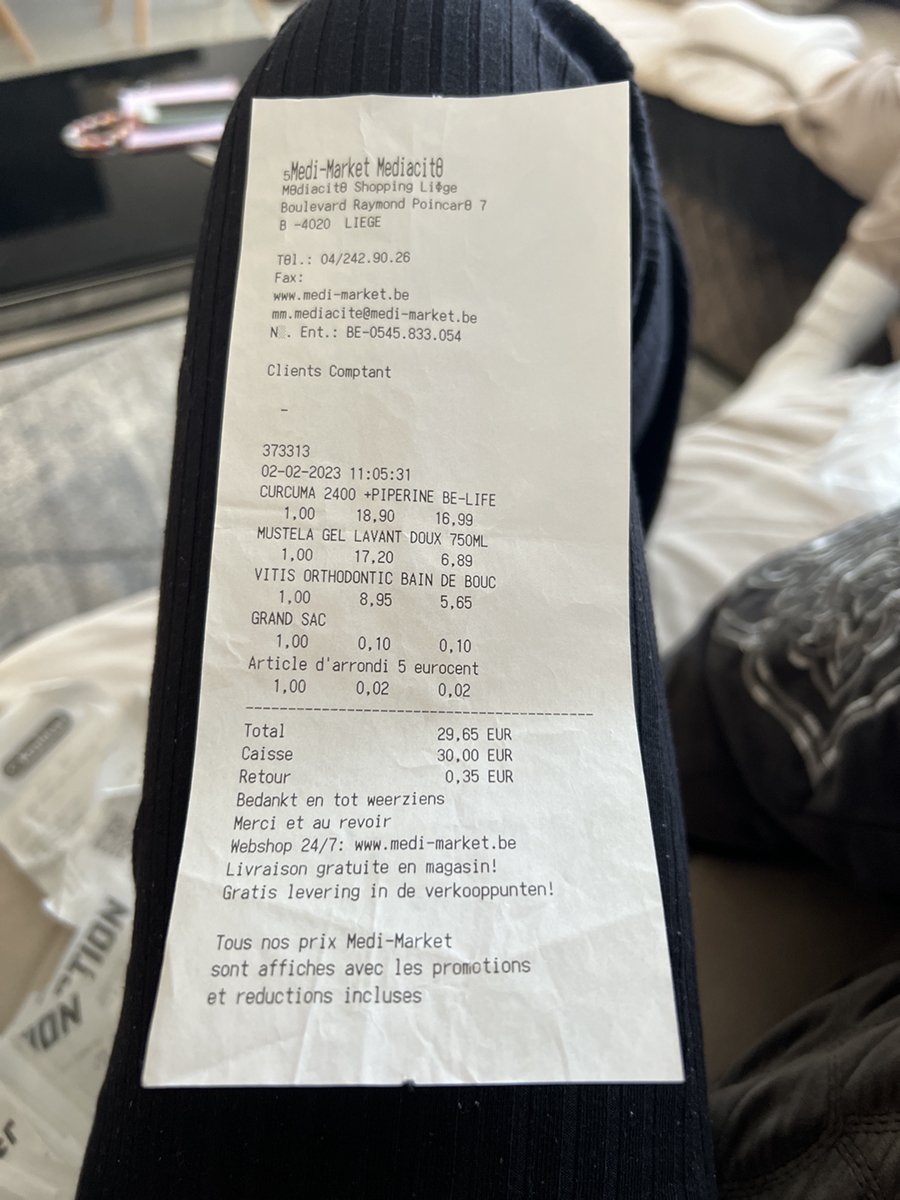 5Medi-Market Mediacitθ
Mθdiacitθ Shopping Liφge
Boulevard Raymond Poincarθ 7
B -4020 LIEGE
Tθl.: 04/242.90.26
Fax:
www.medi-market.be
mm.mediacite@medi-market.be
N . Ent.: BE-0545.833.054
Clients Comptant
-
373313
02-02-2023 11:05:31
CURCUMA 2400 +PIPERINE BE-LIFE
1,00 18,90 16,99
MUSTELA GEL LAVANT DOUX 750ML
1,00 17,20 6,89
VITIS ORTHODONTIC BAIN DE BOUC
1,00 8,95 5,65
GRAND SAC
1,00 0,10 0,10
Article d'arrondi 5 eurocent
1,00 0,02 0,02
Total 29,65 EUR
Caisse 30,00 EUR
Retour 0,35 EUR
Bedankt en tot weerziens
Merci et au revoir
Webshop 24/7: www.medi-market.be
Livraison gratuite en magasin!
Gratis levering in de verkooppunten!
Tous nos prix Medi-Market
sont affiches avec les promotions
et reductions incluses
CTION
ION